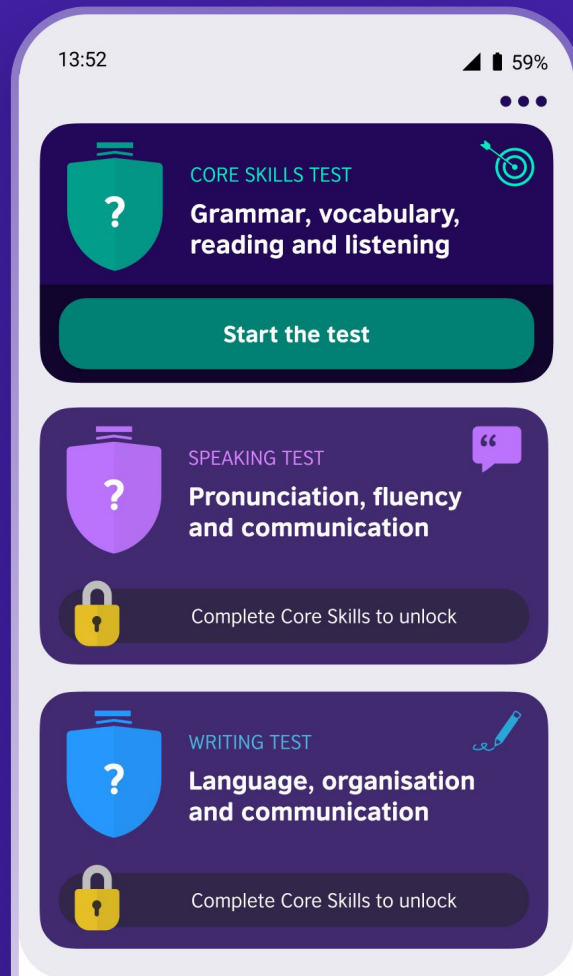 13:52
59%
CORE SKILLS TEST
?
Grammar, vocabulary,
reading and listening
Start the test
SPEAKING TEST
“
?
Pronunciation, fluency
and communication
Complete Core Skills to unlock
WRITING TEST
?
Language, organisation
and communication
Complete Core Skills to unlock